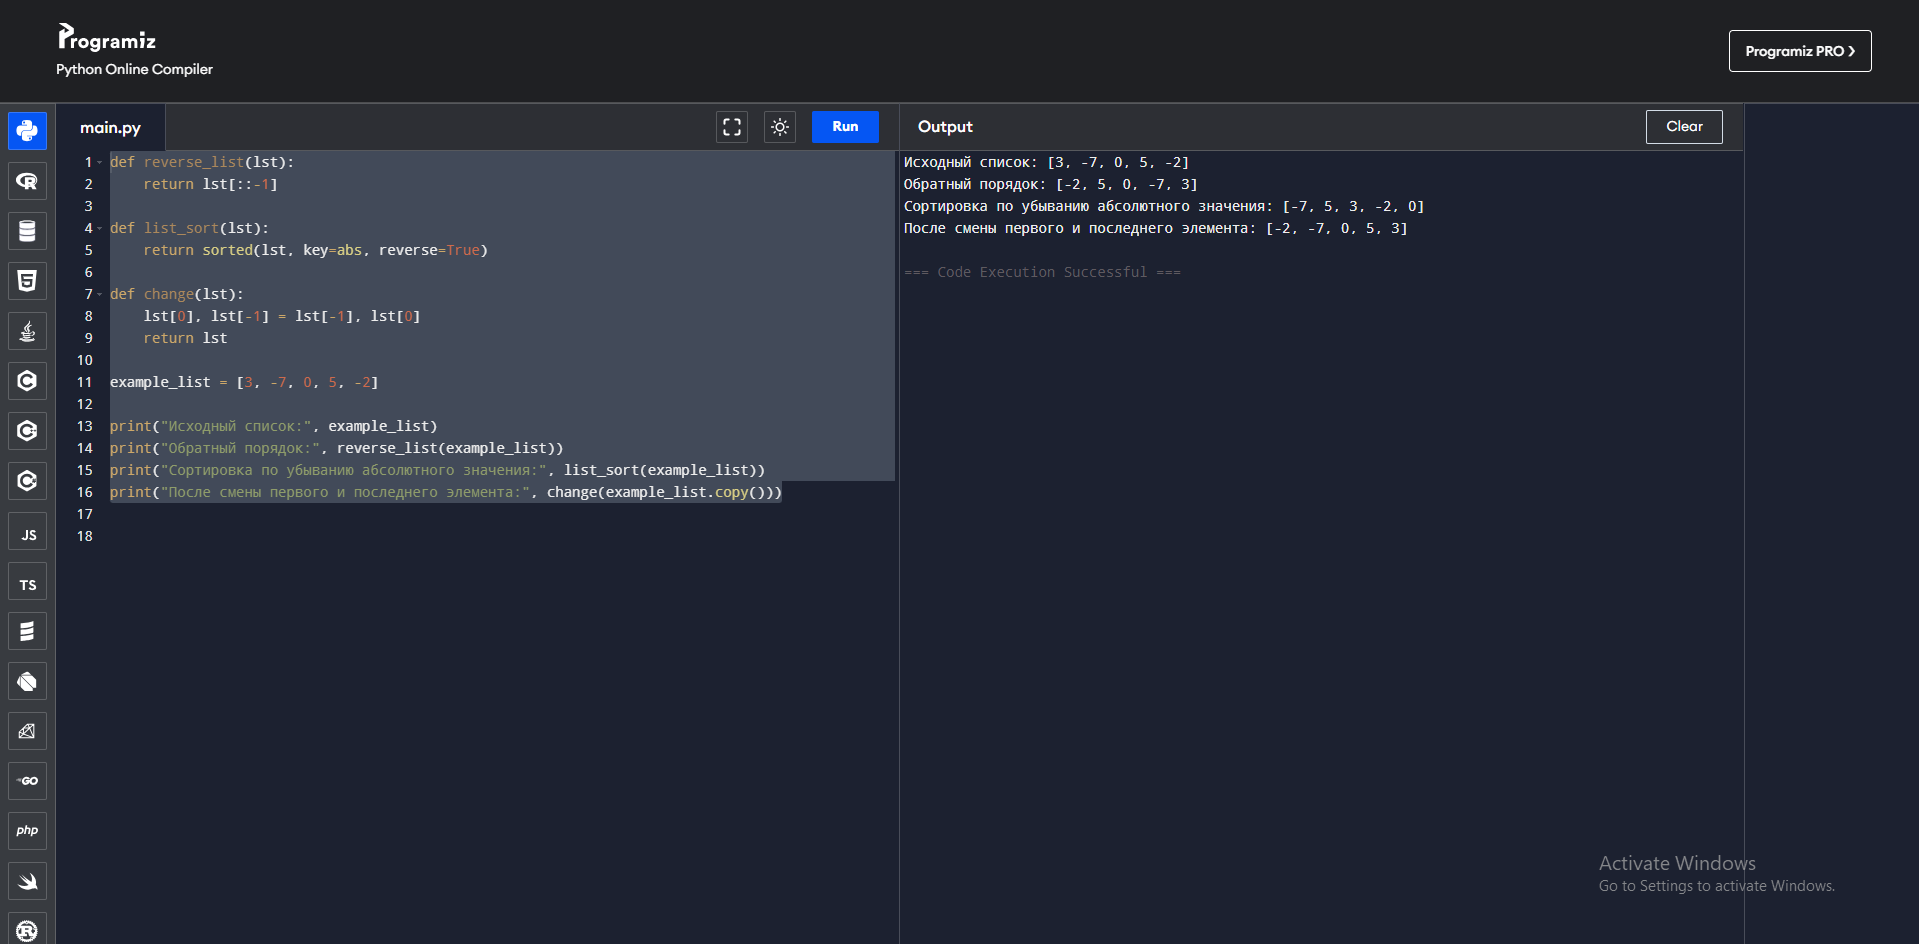 Programiz
Python Online Compiler
Programiz PRO ❯
main.py
Run
Output
Clear
1 def reverse_list(lst):
2     return lst[::-1]
3
4 def list_sort(lst):
5     return sorted(lst, key=abs, reverse=True)
6
7 def change(lst):
8     lst[0], lst[-1] = lst[-1], lst[0]
9     return lst
10
11 example_list = [3, -7, 0, 5, -2]
12
13 print("Исходный список:", example_list)
14 print("Обратный порядок:", reverse_list(example_list))
15 print("Сортировка по убыванию абсолютного значения:", list_sort(example_list))
16 print("После смены первого и последнего элемента:", change(example_list.copy()))
17
18
Исходный список: [3, -7, 0, 5, -2]
Обратный порядок: [-2, 5, 0, -7, 3]
Сортировка по убыванию абсолютного значения: [-7, 5, 3, -2, 0]
После смены первого и последнего элемента: [-2, -7, 0, 5, 3]
=== Code Execution Successful ===
JS
TS
GO
php
Activate Windows
Go to Settings to activate Windows.